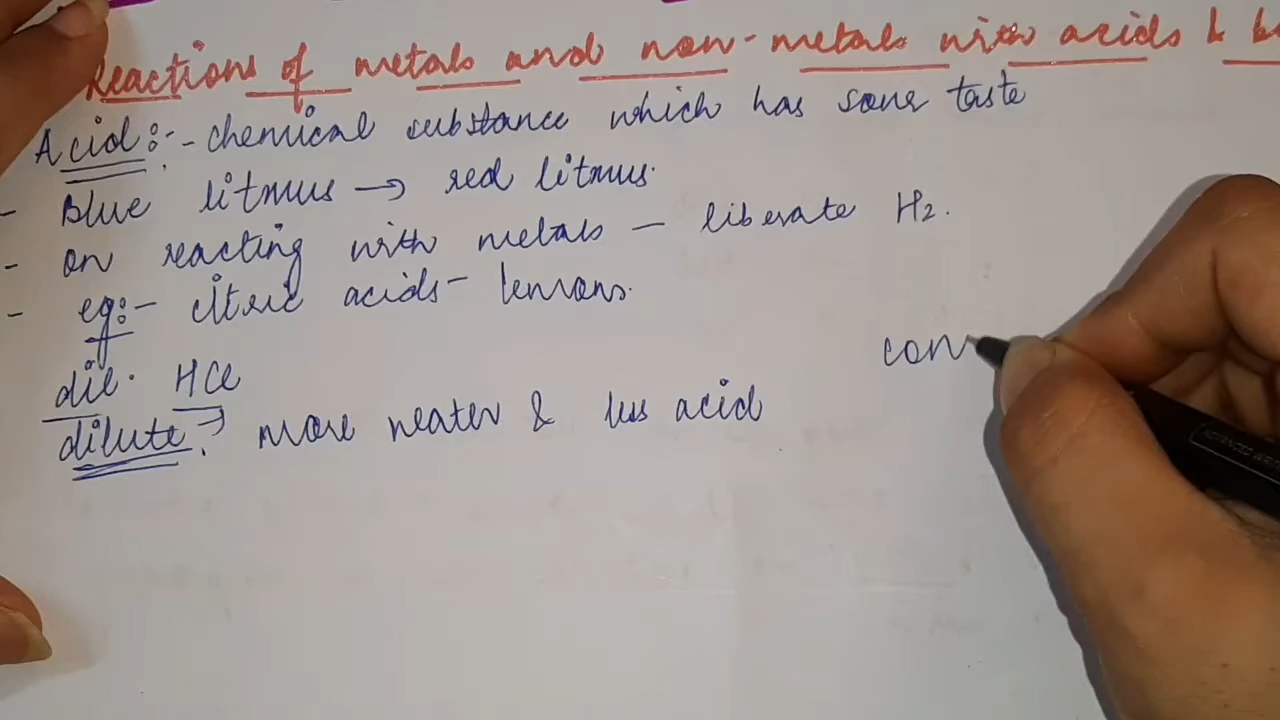 Reactions of metals and non-metals with acids &
Acid:- - chemical substance which has sour taste
- Blue litmus → red litmus.
- on reacting with metals - liberate H2.
- eg:- citric acids - lemons.
dil. HCl
con
dilute → more water & less acid